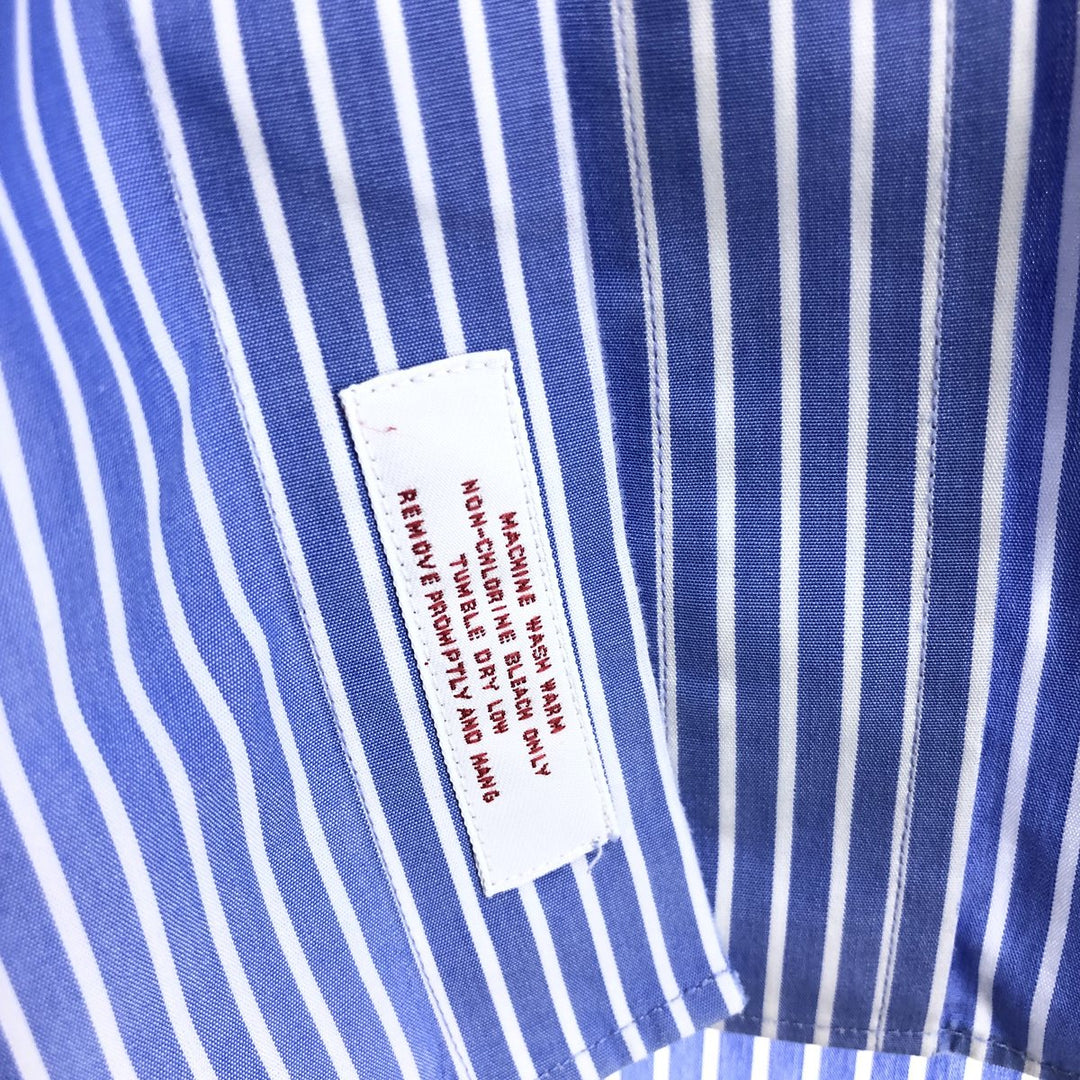 MACHINE WASH WARM
NON-CHLORINE BLEACH ONLY
TUMBLE DRY LOW
REMOVE PROMPTLY AND HANG